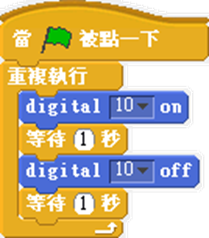 當 被點一下
重複執行
digital 10 on
等待 1 秒
digital 10 off
等待 1 秒